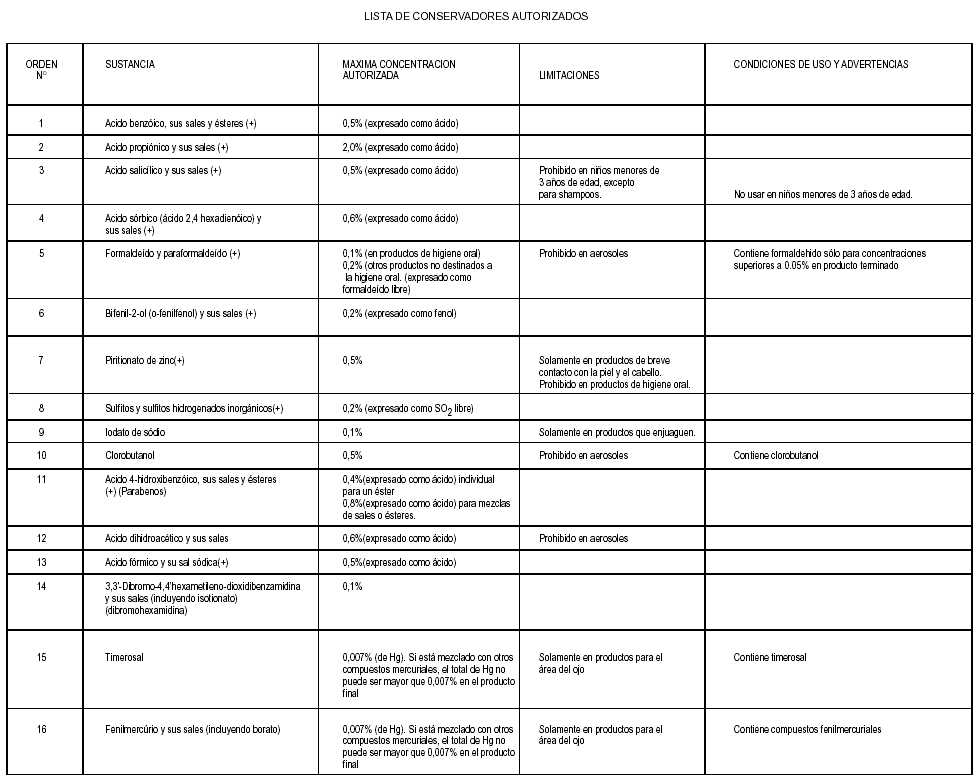 LISTA DE CONSERVADORES AUTORIZADOS
ORDEN N° SUSTANCIA MAXIMA CONCENTRACION AUTORIZADA LIMITACIONES CONDICIONES DE USO Y ADVERTENCIAS
1 Acido benzóico, sus sales y ésteres (+) 0,5% (expresado como ácido)
2 Acido propiónico y sus sales (+) 2,0% (expresado como ácido)
3 Acido salicílico y sus sales (+) 0,5% (expresado como ácido) Prohibido en niños menores de
3 años de edad, excepto
para shampoos. No usar en niños menores de 3 años de edad.
4 Acido sórbico (ácido 2,4 hexadienóico) y 0,6% (expresado como ácido)
sus sales (+)
5 Formaldeído y paraformaldeído (+) 0,1% (en productos de higiene oral) Prohibido en aerosoles Contiene formaldehido sólo para concentraciones
0,2% (otros productos no destinados a superiores a 0.05% en producto terminado
la higiene oral. (expresado como
formaldeído libre)
6 Bifenil-2-ol (o-fenilfenol) y sus sales (+) 0,2% (expresado como fenol)
7 Piritionato de zinc(+) 0,5% Solamente en productos de breve
contacto con la piel y el cabello.
Prohibido en productos de higiene oral.
8 Sulfitos y sulfitos hidrogenados inorgánicos(+) 0,2% (expresado como SO2 libre)
9 Iodato de sódio 0,1% Solamente en productos que enjuaguen.
10 Clorobutanol 0,5% Prohibido en aerosoles Contiene clorobutanol
11 Acido 4-hidroxibenzóico, sus sales y ésteres 0,4%(expresado como ácido) individual
(+) (Parabenos) para un éster
0,8%(expresado como ácido) para mezclas
de sales o ésteres.
12 Acido dihidroacético y sus sales 0,6%(expresado como ácido) Prohibido en aerosoles
13 Acido fórmico y su sal sódica(+) 0,5%(expresado como ácido)
14 3,3'-Dibromo-4,4'hexametileno-dioxidibenzamidina 0,1%
y sus sales (incluyendo isotionato)
(dibromohexamidina)
15 Timerosal 0,007% (de Hg). Si está mezclado con otros Solamente en productos para el Contiene timerosal
compuestos mercuriales, el total de Hg no área del ojo
puede ser mayor que 0,007% en el producto
final
16 Fenilmercúrio y sus sales (incluyendo borato) 0,007% (de Hg). Si está mezclado con otros Solamente en productos para el Contiene compuestos fenilmercuriales
compuestos mercuriales, el total de Hg no área del ojo
puede ser mayor que 0,007% en el producto
final